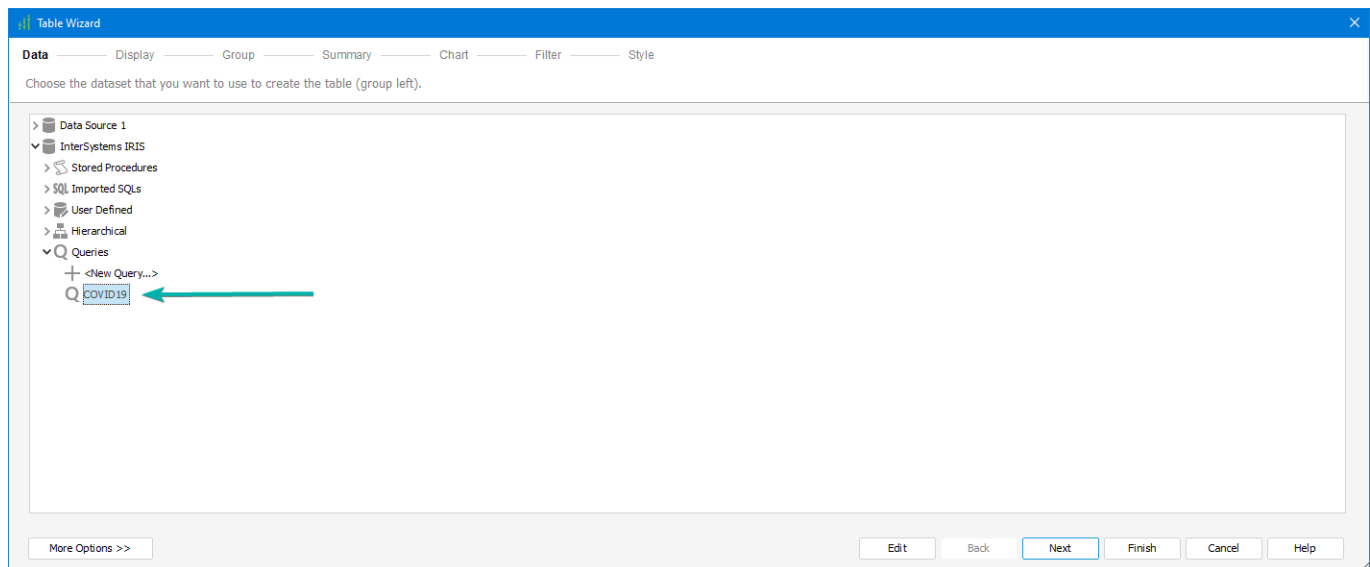 Table Wizard
Data Display Group Summary Chart Filter Style
Choose the dataset that you want to use to create the table (group left).
Data Source 1
InterSystems IRIS
Stored Procedures
SQL Imported SQLs
User Defined
Hierarchical
Queries
<New Query...>
COVID19
More Options >> Edit Back Next Finish Cancel Help